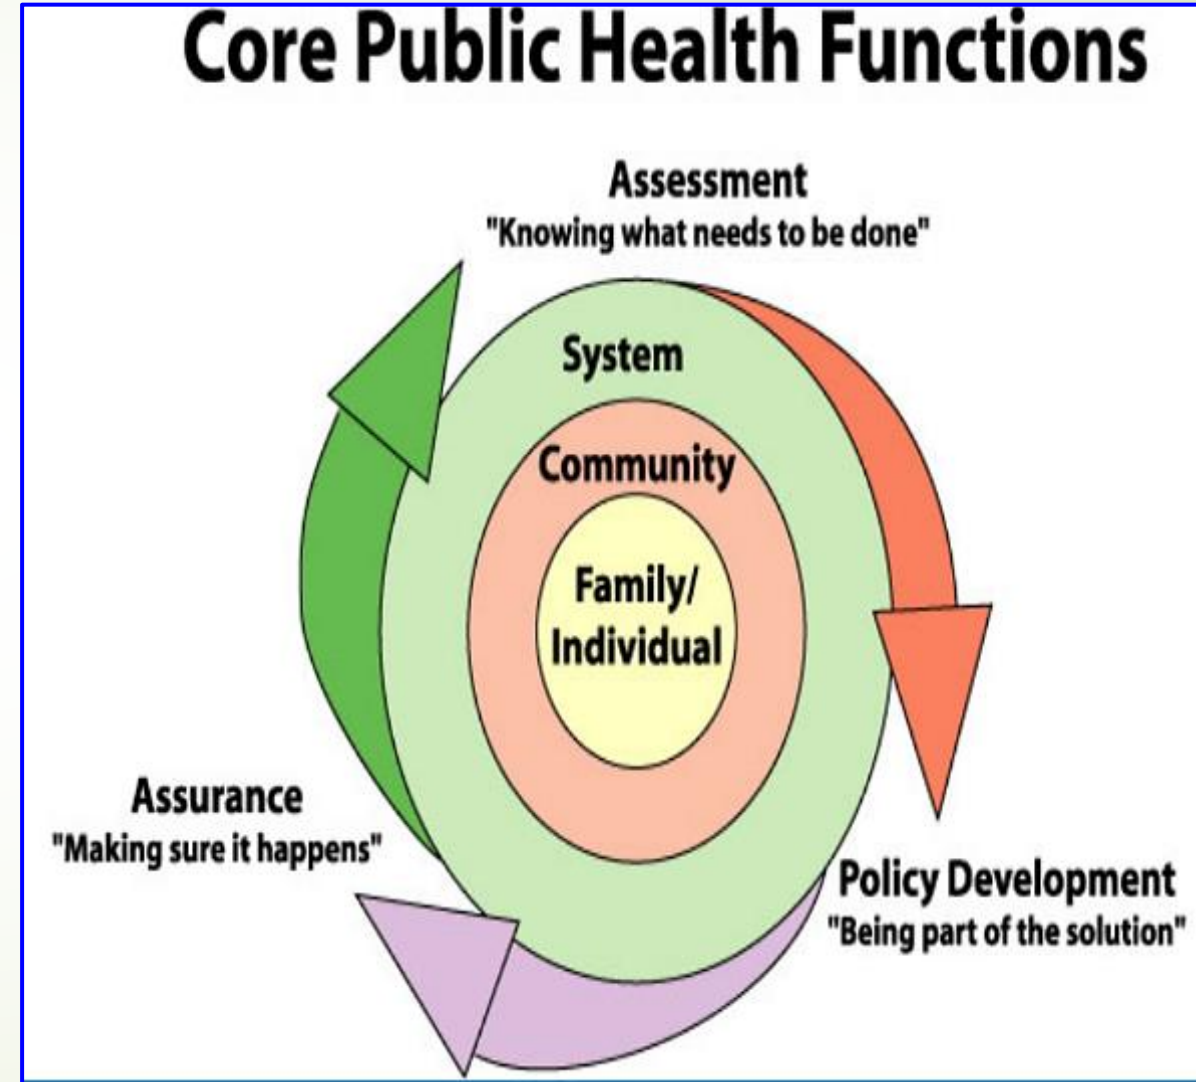 Core Public Health Functions
Assessment
"Knowing what needs to be done"
System
Community
Family/
Individual
Assurance
"Making sure it happens"
Policy Development
"Being part of the solution"